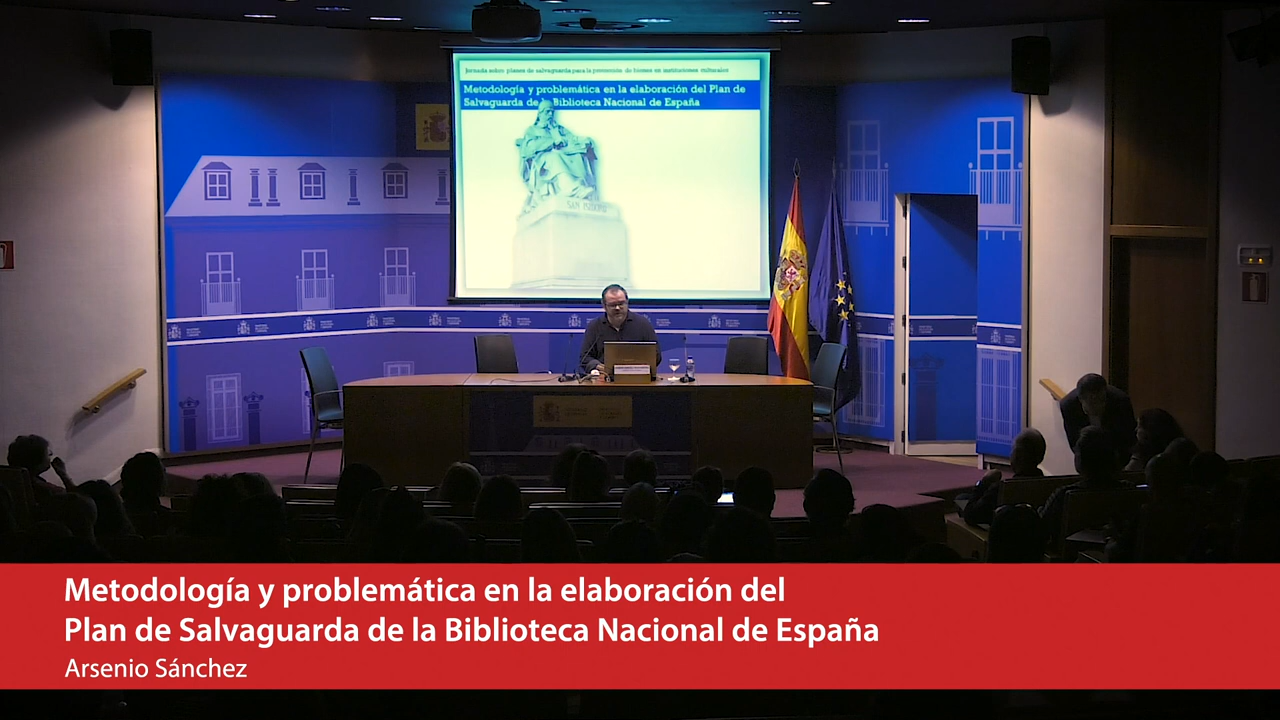 Jornada sobre planes de salvaguarda para la prevención de bienes en instituciones culturales
Metodología y problemática en la elaboración del Plan de
Salvaguarda de la Biblioteca Nacional de España
SAN ISIDORO
Metodología y problemática en la elaboración del
Plan de Salvaguarda de la Biblioteca Nacional de España
Arsenio Sánchez